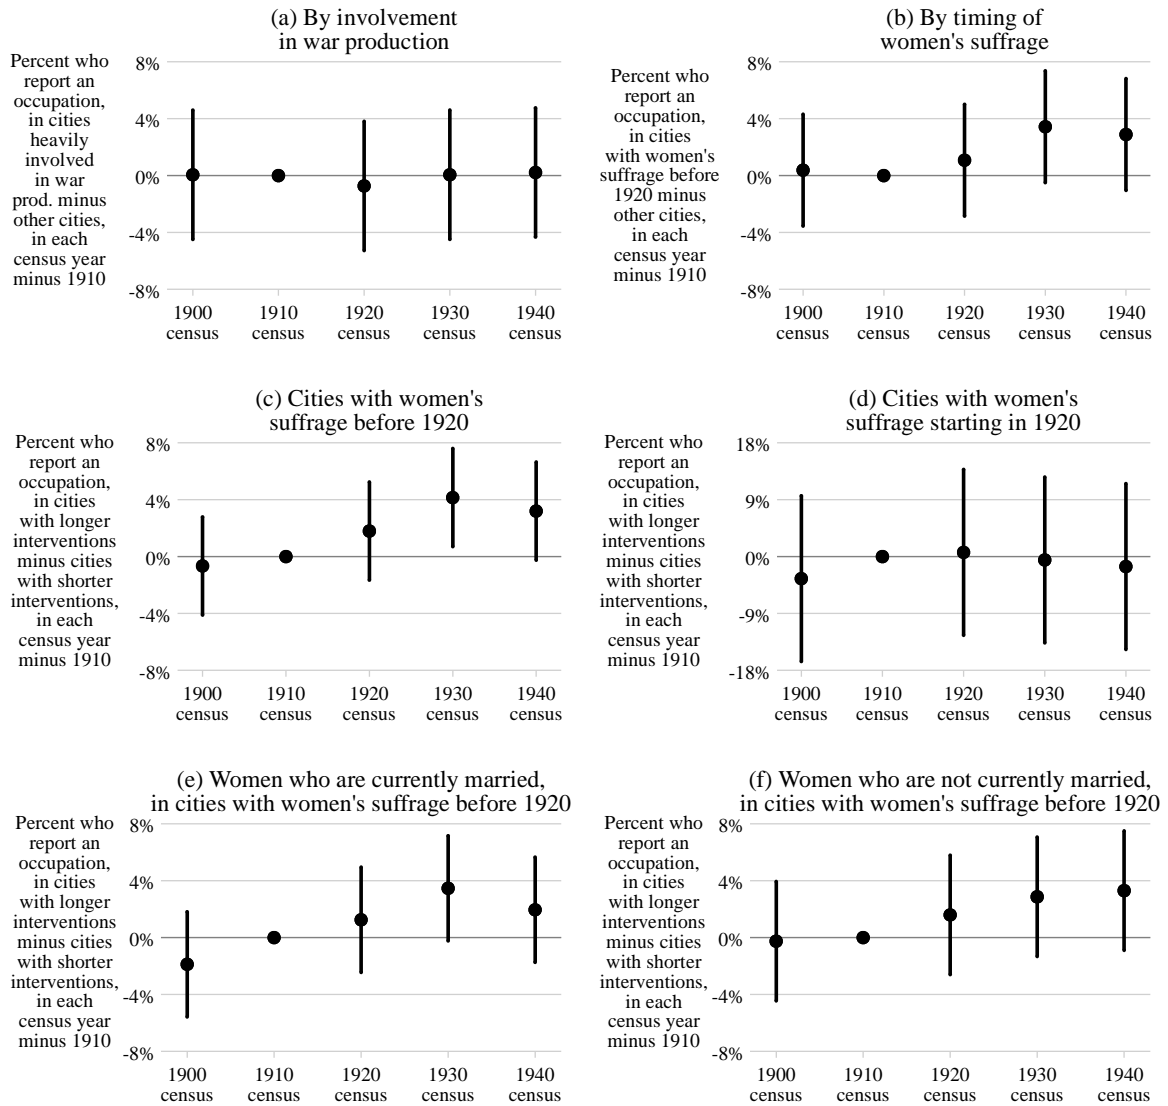 (a) By involvement
in war production
Percent who
report an
occupation,
in cities
heavily
involved
in war
prod. minus
other cities,
in each
census year
minus 1910
8%
4%
0%
-4%
-8%
1900 1910 1920 1930 1940
census census census census census
(b) By timing of
women's suffrage
Percent who
report an
occupation,
in cities
with women's
suffrage before
1920 minus
other cities,
in each
census year
minus 1910
8%
4%
0%
-4%
-8%
1900 1910 1920 1930 1940
census census census census census
(c) Cities with women's
suffrage before 1920
Percent who
report an
occupation,
in cities
with longer
interventions
minus cities
with shorter
interventions,
in each
census year
minus 1910
8%
4%
0%
-4%
-8%
1900 1910 1920 1930 1940
census census census census census
(d) Cities with women's
suffrage starting in 1920
Percent who
report an
occupation,
in cities
with longer
interventions
minus cities
with shorter
interventions,
in each
census year
minus 1910
18%
9%
0%
-9%
-18%
1900 1910 1920 1930 1940
census census census census census
(e) Women who are currently married,
in cities with women's suffrage before 1920
Percent who
report an
occupation,
in cities
with longer
interventions
minus cities
with shorter
interventions,
in each
census year
minus 1910
8%
4%
0%
-4%
-8%
1900 1910 1920 1930 1940
census census census census census
(f) Women who are not currently married,
in cities with women's suffrage before 1920
Percent who
report an
occupation,
in cities
with longer
interventions
minus cities
with shorter
interventions,
in each
census year
minus 1910
8%
4%
0%
-4%
-8%
1900 1910 1920 1930 1940
census census census census census